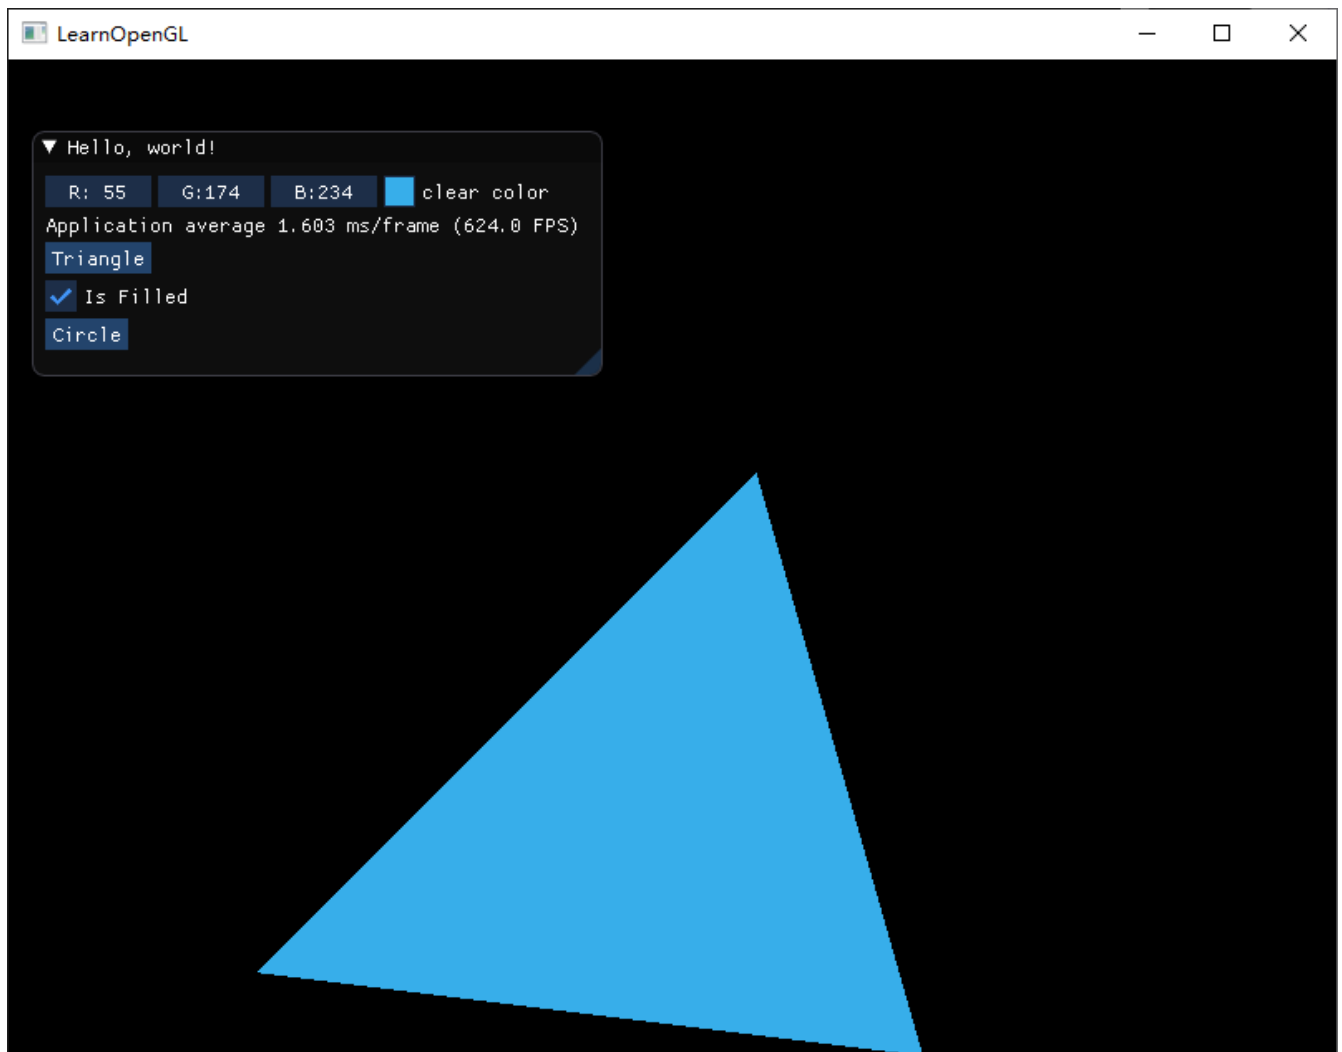 LearnOpenGL
Hello, world!
R: 55 G:174 B:234 clear color
Application average 1.603 ms/frame (624.0 FPS)
Triangle
Is Filled
Circle